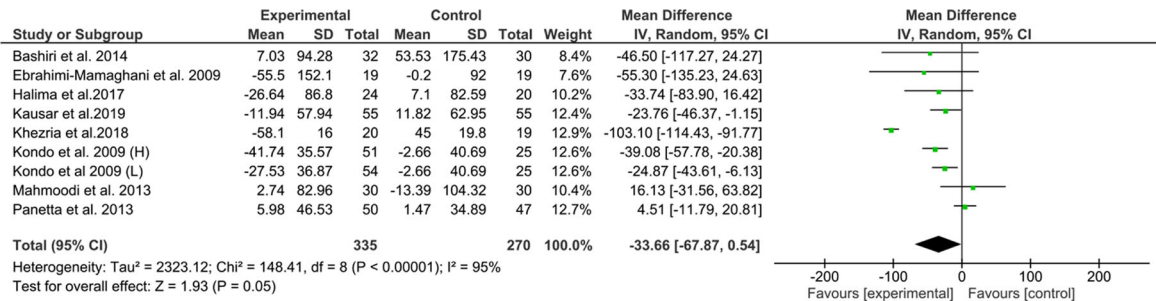 Experimental Control Mean Difference Mean Difference
Study or Subgroup Mean SD Total Mean SD Total Weight IV, Random, 95% CI IV, Random, 95% CI
Bashiri et al. 2014 7.03 94.28 32 53.53 175.43 30 8.4% -46.50 [-117.27, 24.27]
Ebrahimi-Mamaghani et al. 2009 -55.5 152.1 19 -0.2 92 19 7.6% -55.30 [-135.23, 24.63]
Halima et al.2017 -26.64 86.8 24 7.1 82.59 20 10.2% -33.74 [-83.90, 16.42]
Kausar et al.2019 -11.94 57.94 55 11.82 62.95 55 12.5% -23.76 [-46.37, -1.15]
Khezria et al.2018 -58.1 16 20 45 19.8 19 12.9% -103.10 [-114.43, -91.77]
Kondo et al. 2009 (H) -41.74 35.57 51 -2.66 40.69 25 12.6% -39.08 [-57.78, -20.38]
Kondo et al 2009 (L) -27.53 36.87 54 -2.66 40.69 25 12.6% -24.87 [-43.61, -6.13]
Mahmoodi et al. 2013 2.74 82.96 30 -13.39 104.32 30 10.4% 16.13 [-31.56, 63.82]
Panetta et al. 2013 5.98 46.53 50 1.47 34.89 47 12.7% 4.51 [-11.79, 20.81]
Total (95% CI) 335 270 100.0% -33.66 [-67.87, 0.54]
Heterogeneity: Tau² = 2323.12; Chi² = 148.41, df = 8 (P < 0.00001); I² = 95%
Test for overall effect: Z = 1.93 (P = 0.05)
-200 -100 0 100 200
Favours [experimental] Favours [control]